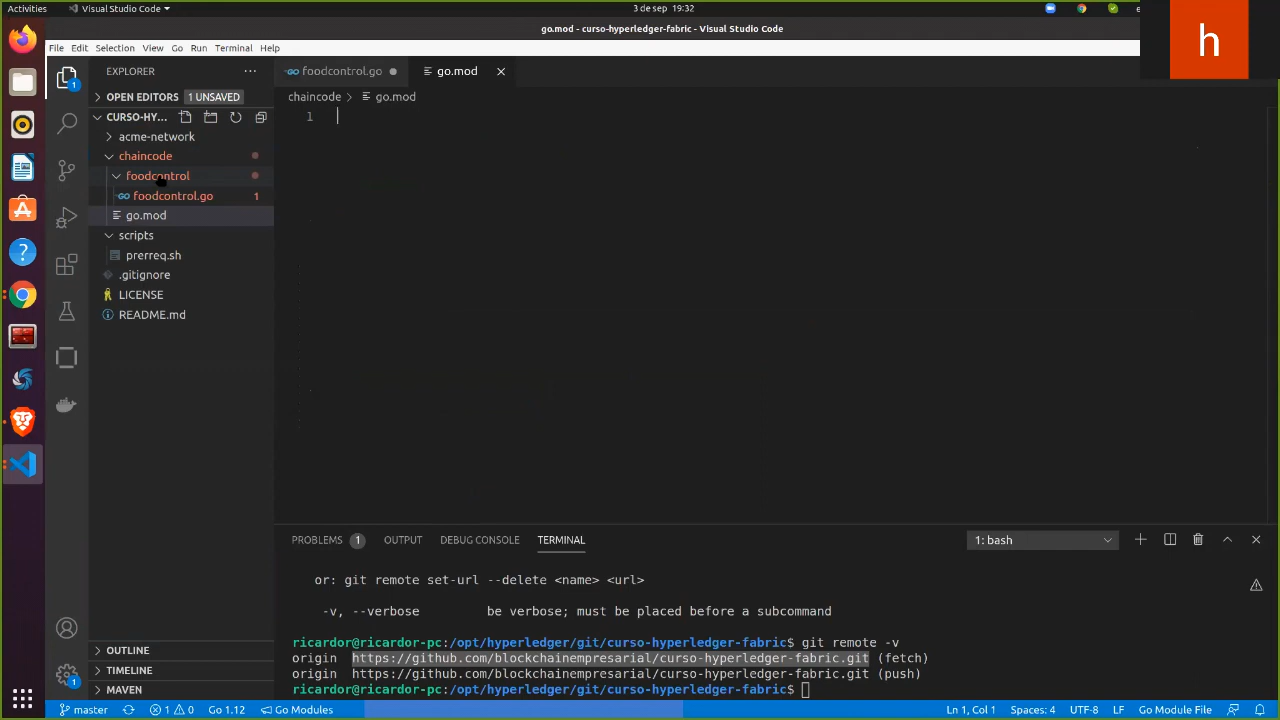 Activities
Visual Studio Code
3 de sep 19:32
go.mod - curso-hyperledger-fabric - Visual Studio Code
h
File Edit Selection View Go Run Terminal Help
EXPLORER
foodcontrol.go
go.mod
OPEN EDITORS 1 UNSAVED
chaincode > go.mod
CURSO-HY...
1
acme-network
chaincode
foodcontrol
foodcontrol.go 1
go.mod
scripts
prerreq.sh
.gitignore
LICENSE
README.md
PROBLEMS 1 OUTPUT DEBUG CONSOLE TERMINAL
1: bash
or: git remote set-url --delete <name> <url>
-v, --verbose be verbose; must be placed before a subcommand
ricardor@ricardor-pc:/opt/hyperledger/git/curso-hyperledger-fabric$ git remote -v
origin https://github.com/blockchainempresarial/curso-hyperledger-fabric.git (fetch)
origin https://github.com/blockchainempresarial/curso-hyperledger-fabric.git (push)
ricardor@ricardor-pc:/opt/hyperledger/git/curso-hyperledger-fabric$
OUTLINE
TIMELINE
MAVEN
1
1
master 1 0 Go 1.12 Go Modules Ln 1, Col 1 Spaces: 4 UTF-8 LF Go Module File